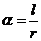 α = l/r